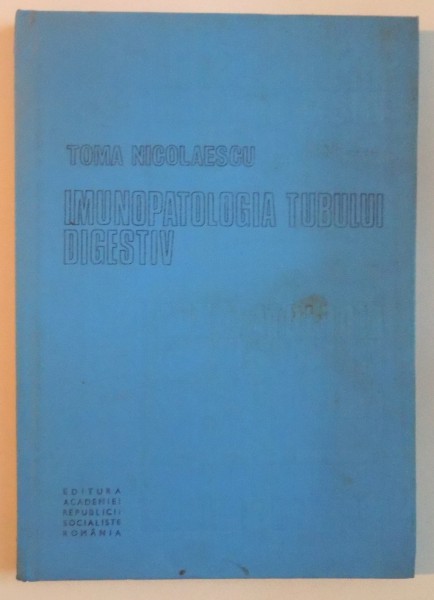 TOMA NICOLAESCU
IMUNOPATOLOGIA TUBULUI
DIGESTIV
EDITURA
ACADEMIEI
REPUBLICII
SOCIALISTE
ROMÂNIA